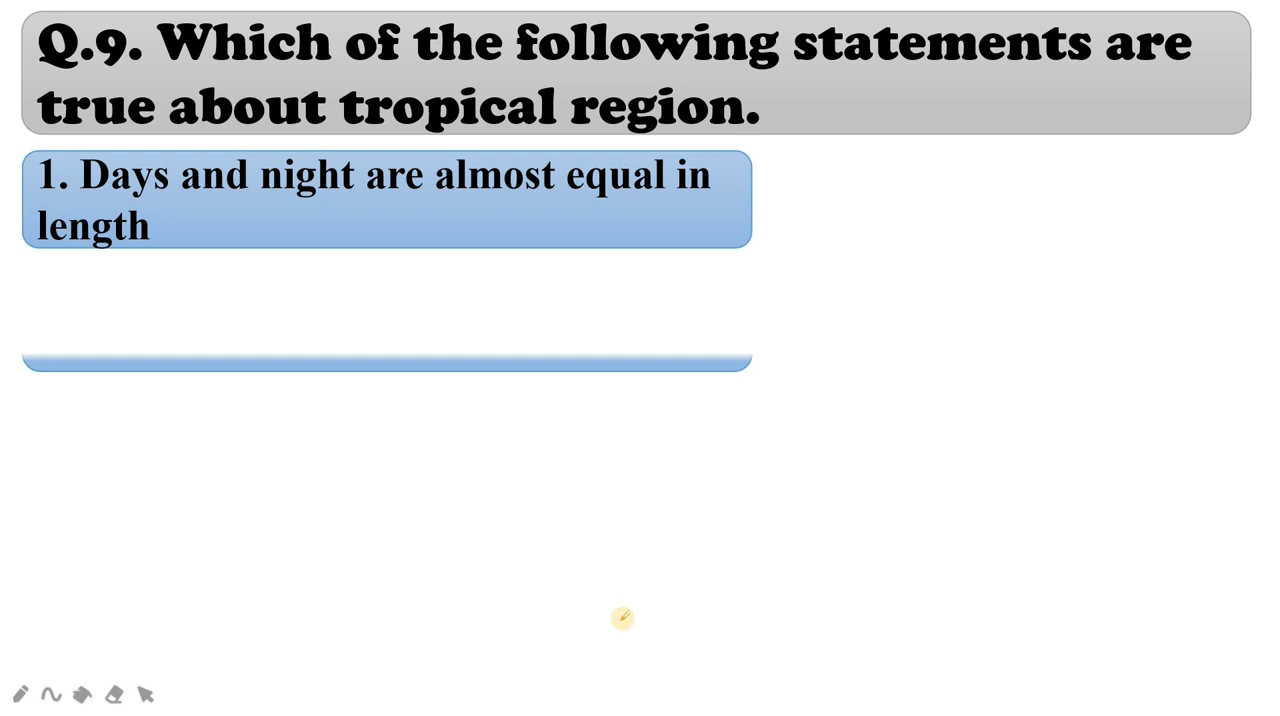 Q.9. Which of the following statements are
true about tropical region.
1. Days and night are almost equal in
length